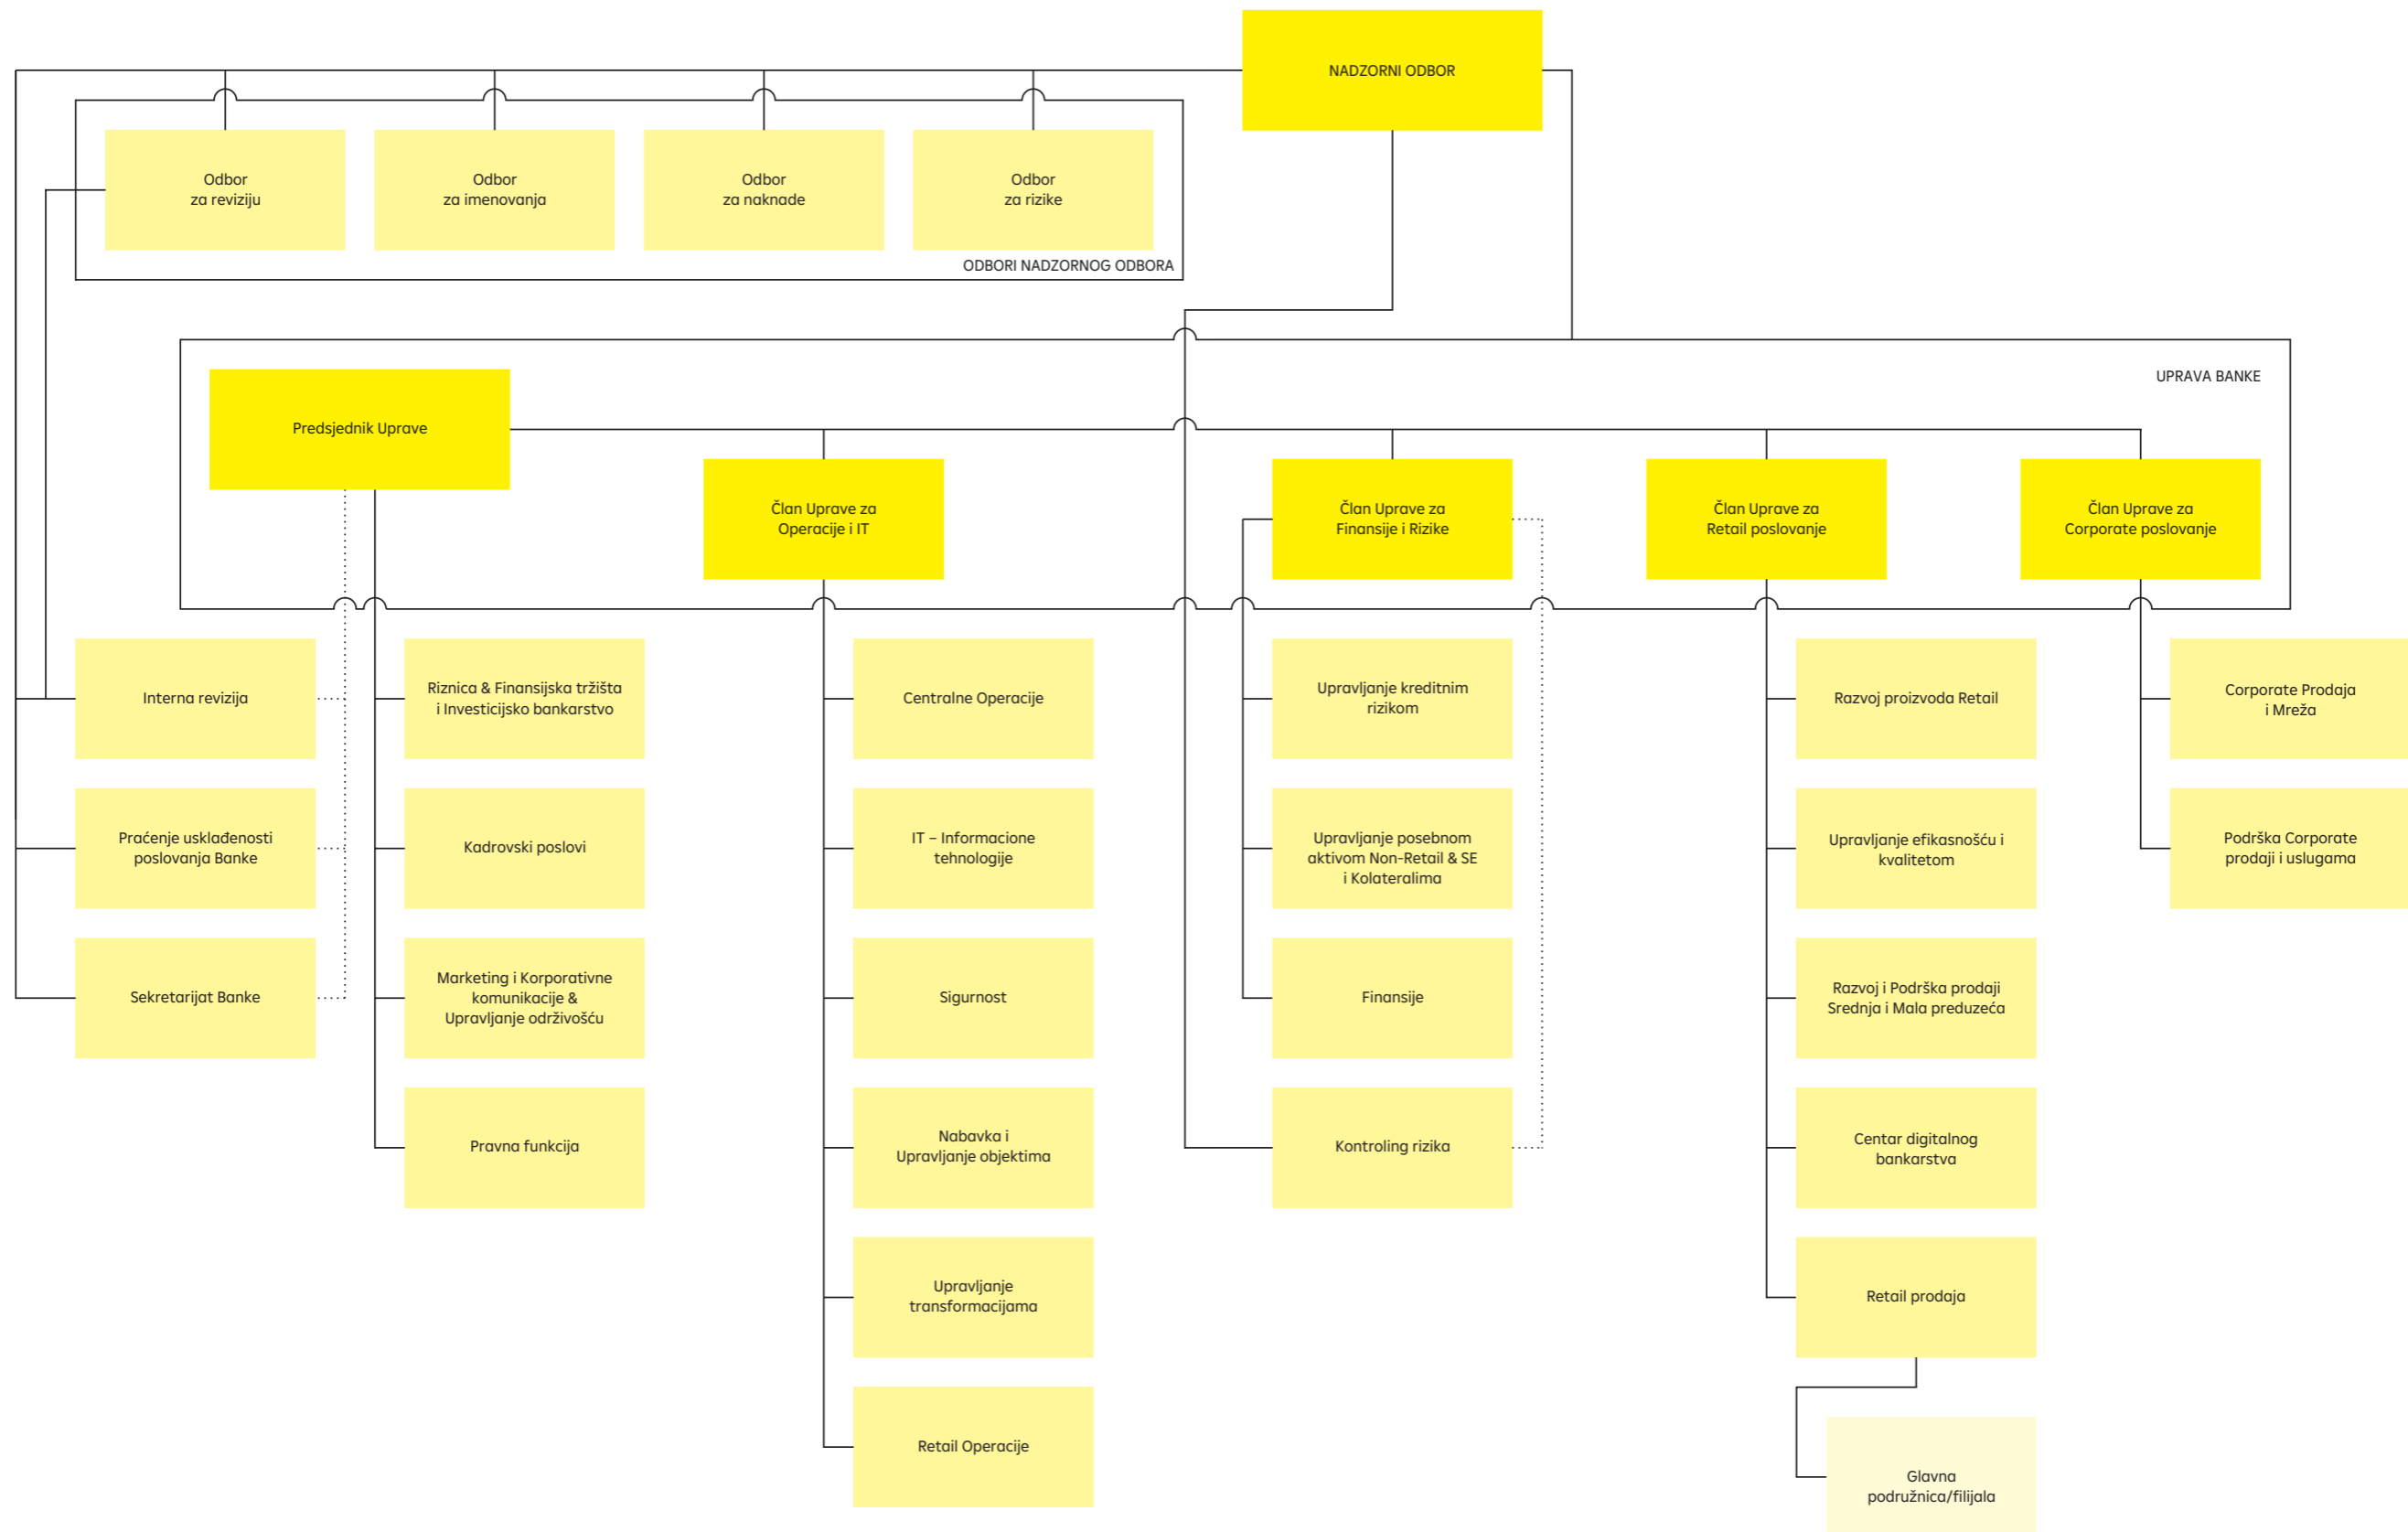 NADZORNI ODBOR
Odbor
za reviziju
Odbor
za imenovanja
Odbor
za naknade
Odbor
za rizike
ODBORI NADZORNOG ODBORA
UPRAVA BANKE
Predsjednik Uprave
Član Uprave za
Operacije i IT
Član Uprave za
Finansije i Rizike
Član Uprave za
Retail poslovanje
Član Uprave za
Corporate poslovanje
Interna revizija
Praćenje usklađenosti
poslovanja Banke
Sekretarijat Banke
Riznica & Finansijska tržišta
i Investicijsko bankarstvo
Kadrovski poslovi
Marketing i Korporativne
komunikacije &
Upravljanje održivošću
Pravna funkcija
Centralne Operacije
IT – Informacione
tehnologije
Sigurnost
Nabavka i
Upravljanje objektima
Upravljanje
transformacijama
Retail Operacije
Upravljanje kreditnim
rizikom
Upravljanje posebnom
aktivom Non-Retail & SE
i Kolateralima
Finansije
Kontroling rizika
Razvoj proizvoda Retail
Upravljanje efikasnošću i
kvalitetom
Razvoj i Podrška prodaji
Srednja i Mala preduzeća
Centar digitalnog
bankarstva
Retail prodaja
Glavna
podružnica/filijala
Corporate Prodaja
i Mreža
Podrška Corporate
prodaji i uslugama